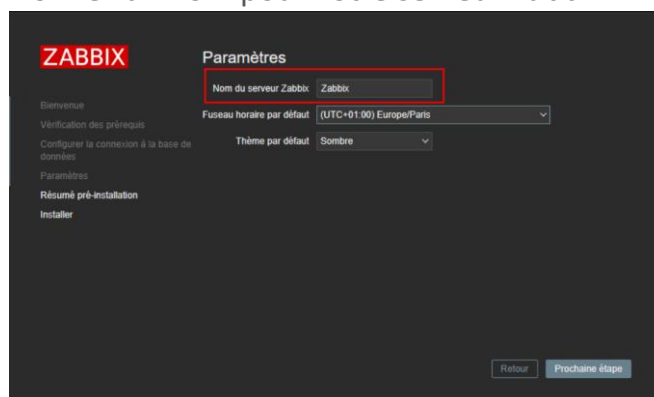 ZABBIX
Paramètres
Nom du serveur Zabbix Zabbix
Fuseau horaire par défaut (UTC+01:00) Europe/Paris
Thème par défaut Sombre
Bienvenue
Vérification des prérequis
Configurer la connexion à la base de
données
Paramètres
Résumé pré-installation
Installer
Retour Prochaine étape